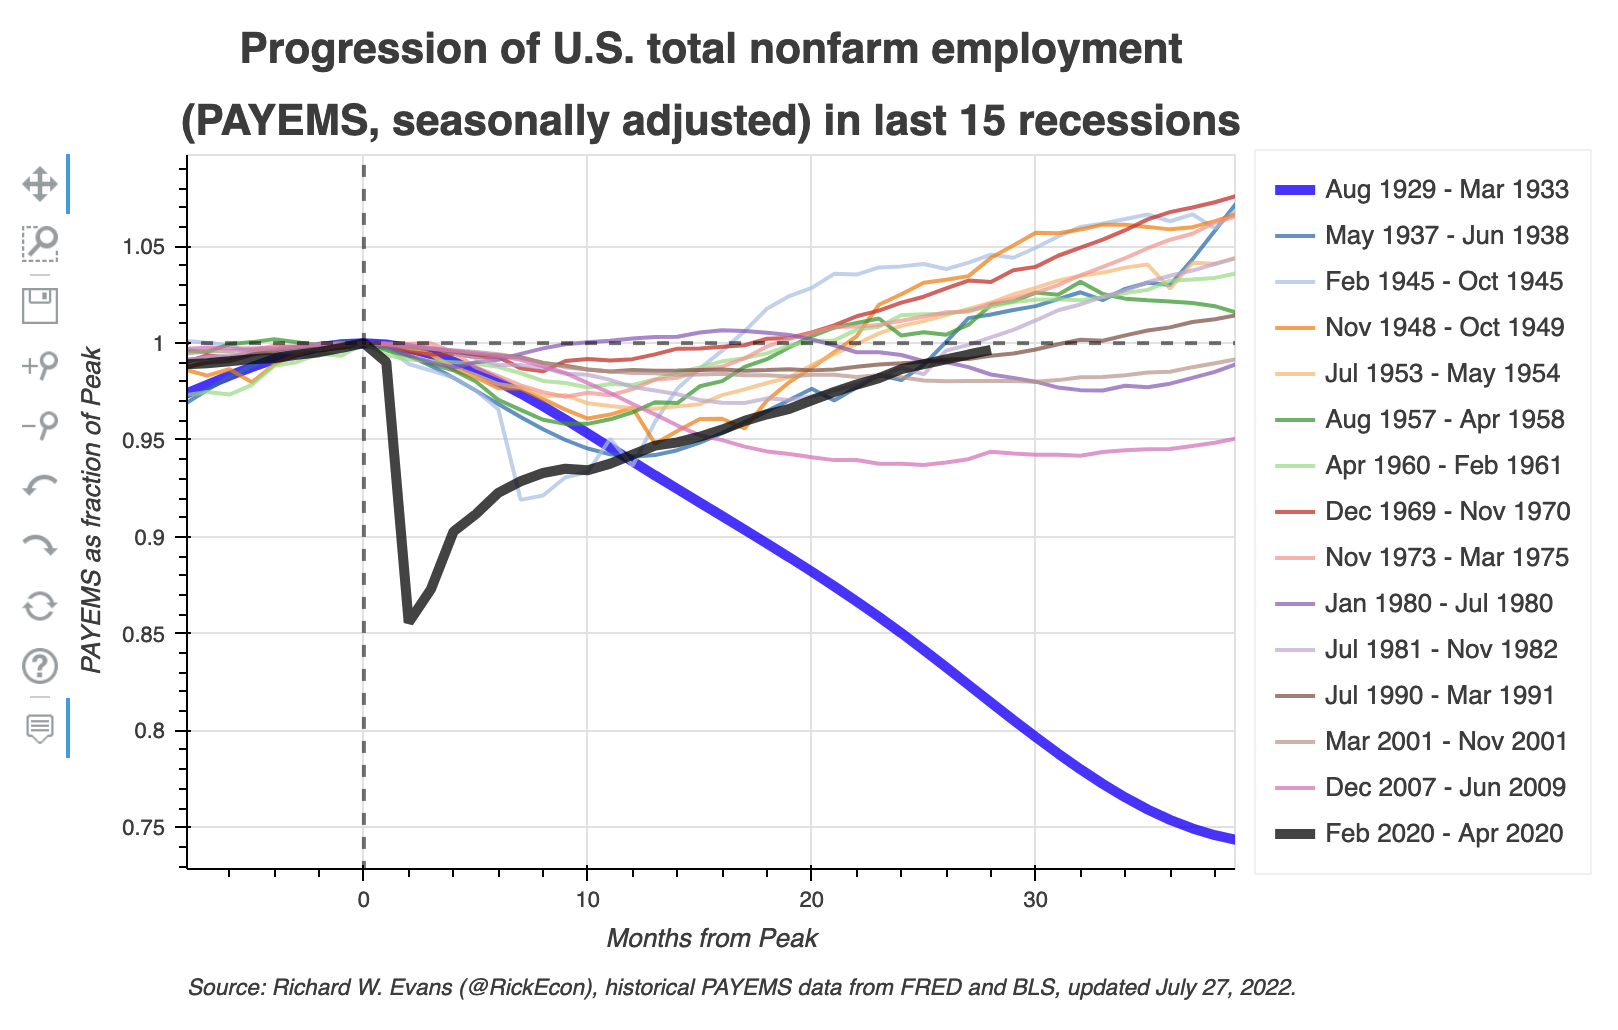 Progression of U.S. total nonfarm employment
(PAYEMS, seasonally adjusted) in last 15 recessions
PAYEMS as fraction of Peak
1.05
1
0.95
0.9
0.85
0.8
0.75
0
10
20
30
Months from Peak
Aug 1929 - Mar 1933
May 1937 - Jun 1938
Feb 1945 - Oct 1945
Nov 1948 - Oct 1949
Jul 1953 - May 1954
Aug 1957 - Apr 1958
Apr 1960 - Feb 1961
Dec 1969 - Nov 1970
Nov 1973 - Mar 1975
Jan 1980 - Jul 1980
Jul 1981 - Nov 1982
Jul 1990 - Mar 1991
Mar 2001 - Nov 2001
Dec 2007 - Jun 2009
Feb 2020 - Apr 2020
Source: Richard W. Evans (@RickEcon), historical PAYEMS data from FRED and BLS, updated July 27, 2022.